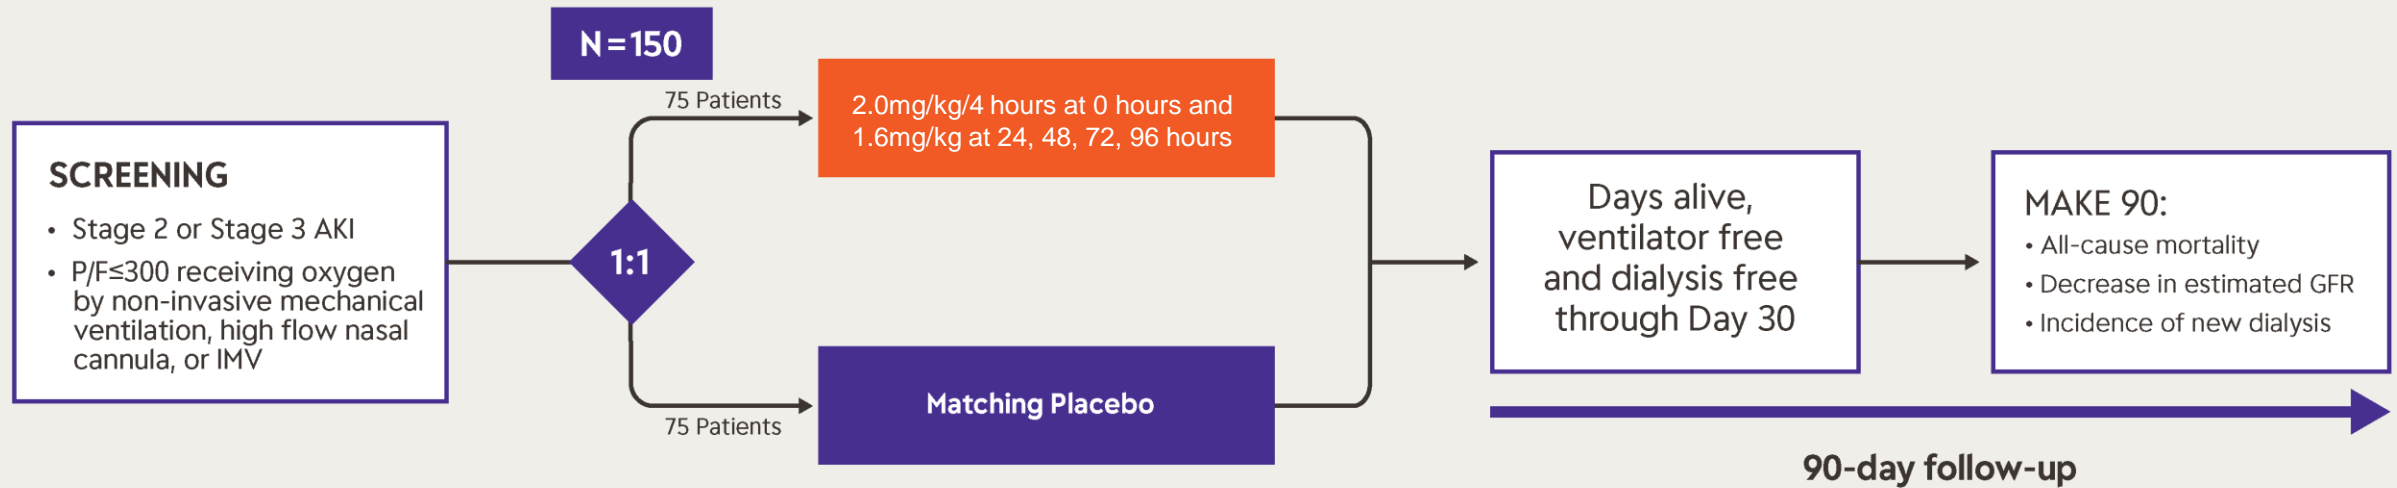 N=150
SCREENING
• Stage 2 or Stage 3 AKI
• P/F≤300 receiving oxygen
by non-invasive mechanical
ventilation, high flow nasal
cannula, or IMV
1:1
75 Patients
2.0mg/kg/4 hours at 0 hours and
1.6mg/kg at 24, 48, 72, 96 hours
75 Patients
Matching Placebo
Days alive,
ventilator free
and dialysis free
through Day 30
MAKE 90:
• All-cause mortality
• Decrease in estimated GFR
• Incidence of new dialysis
90-day follow-up